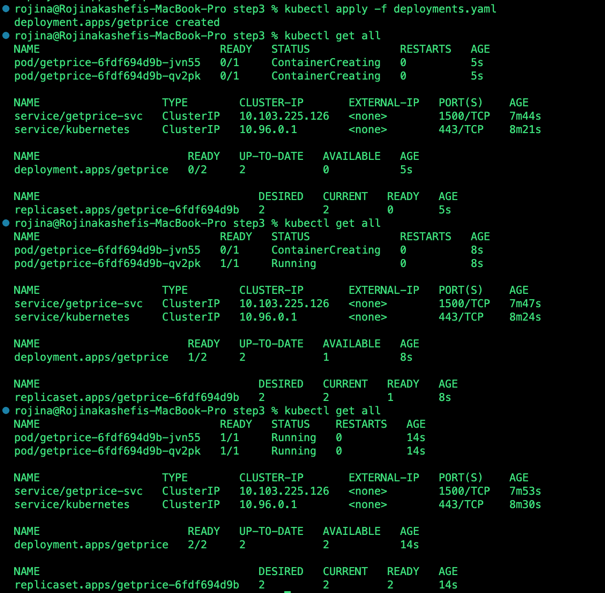 rojina@Rojinakashefis-MacBook-Pro step3 % kubectl apply -f deployments.yaml
deployment.apps/getprice created
rojina@Rojinakashefis-MacBook-Pro step3 % kubectl get all
NAME READY STATUS RESTARTS AGE
pod/getprice-6fdf694d9b-jvn55 0/1 ContainerCreating 0 5s
pod/getprice-6fdf694d9b-qv2pk 0/1 ContainerCreating 0 5s
NAME TYPE CLUSTER-IP EXTERNAL-IP PORT(S) AGE
service/getprice-svc ClusterIP 10.103.225.126 <none> 1500/TCP 7m44s
service/kubernetes ClusterIP 10.96.0.1 <none> 443/TCP 8m21s
NAME READY UP-TO-DATE AVAILABLE AGE
deployment.apps/getprice 0/2 2 0 5s
NAME DESIRED CURRENT READY AGE
replicaset.apps/getprice-6fdf694d9b 2 2 0 5s
rojina@Rojinakashefis-MacBook-Pro step3 % kubectl get all
NAME READY STATUS RESTARTS AGE
pod/getprice-6fdf694d9b-jvn55 0/1 ContainerCreating 0 8s
pod/getprice-6fdf694d9b-qv2pk 1/1 Running 0 8s
NAME TYPE CLUSTER-IP EXTERNAL-IP PORT(S) AGE
service/getprice-svc ClusterIP 10.103.225.126 <none> 1500/TCP 7m47s
service/kubernetes ClusterIP 10.96.0.1 <none> 443/TCP 8m24s
NAME READY UP-TO-DATE AVAILABLE AGE
deployment.apps/getprice 1/2 2 1 8s
NAME DESIRED CURRENT READY AGE
replicaset.apps/getprice-6fdf694d9b 2 2 1 8s
rojina@Rojinakashefis-MacBook-Pro step3 % kubectl get all
NAME READY STATUS RESTARTS AGE
pod/getprice-6fdf694d9b-jvn55 1/1 Running 0 14s
pod/getprice-6fdf694d9b-qv2pk 1/1 Running 0 14s
NAME TYPE CLUSTER-IP EXTERNAL-IP PORT(S) AGE
service/getprice-svc ClusterIP 10.103.225.126 <none> 1500/TCP 7m53s
service/kubernetes ClusterIP 10.96.0.1 <none> 443/TCP 8m30s
NAME READY UP-TO-DATE AVAILABLE AGE
deployment.apps/getprice 2/2 2 2 14s
NAME DESIRED CURRENT READY AGE
replicaset.apps/getprice-6fdf694d9b 2 2 2 14s